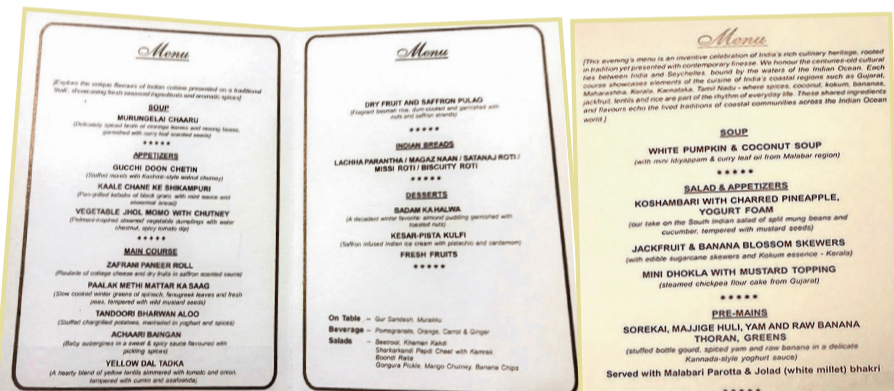 Menu
[Explore the unique flavours of Indian cuisine presented on a traditional
'thali', showcasing fresh seasonal ingredients and aromatic spices]
SOUP
MURUNGELAI CHAARU
(Delicately spiced broth of moringa leaves and moong beans,
garnished with curry leaf scented seeds)
*****
APPETIZERS
GUCCHI DOON CHETIN
(Stuffed morels with Kashmiri-style walnut chutney)
KAALE CHANE KE SHIKAMPURI
(Pan-grilled kebabs of black gram, with mint sauce and
sheermal bread)
VEGETABLE JHOL MOMO WITH CHUTNEY
steamed vegetable dumplings with water
chestnut, spicy tomato dip)
*****
MAIN COURSE
ZAFRANI PANEER ROLL
(Roulade of cottage cheese and dry fruits in saffron scented sauce)
PAALAK METHI MATTAR KA SAAG
(Slow cooked winter greens of spinach, fenugreek leaves and fresh
peas, tempered with wild mustard seeds)
TANDOORI BHARWAN ALOO
(Stuffed chargrilled potatoes, marinated in yoghurt and spices)
ACHAARI BAINGAN
(Baby aubergines in a sweet & spicy sauce flavoured with
pickling spices)
YELLOW DAL TADKA
(A hearty blend of yellow lentils simmered with tomato and onion,
tempered with cumin and asafoetida)
Menu
DRY FRUIT AND SAFFRON PULAO
(Fragrant basmati rice, dum-cooked and garnished with
nuts and saffron strands)
*****
INDIAN BREADS
LACHHA PARANTHA / MAGAZ NAAN / SATANAJ ROTI /
MISSI ROTI / BISCUITY ROTI
*****
DESSERTS
BADAM KA HALWA
(A decadent winter favorite: almond pudding garnished with
toasted nuts)
KESAR-PISTA KULFI
(Saffron infused Indian ice cream with pistachio and cardamom)
FRESH FRUITS
*****
On Table – Gur Sandesh, Murakku
Beverage – Pomegranate, Orange, Carrot & Ginger
Salads – Beetroot, Khaman Kakdi
Sharkarkandi Papdi Chaat with Kamrak
Boondi Raita
Gongura Pickle, Mango Chutney, Banana Chips
Menu
[This evening's menu is an inventive celebration of India's rich culinary heritage, rooted
in tradition yet presented with contemporary finesse. We honour the centuries-old cultural
ties between India and Seychelles, bound by the waters of the Indian Ocean. Each
course showcases elements of the cuisine of India's coastal regions such as Gujarat,
Maharashtra, Kerala, Karnataka, Tamil Nadu - where spices, coconut, kokum, bananas,
jackfruit, lentils and rice are part of the rhythm of everyday life. These shared ingredients
and flavours echo the lived traditions of coastal communities across the Indian Ocean
world.]
SOUP
WHITE PUMPKIN & COCONUT SOUP
(with mini Idiyappam & curry leaf oil from Malabar region)
*****
SALAD & APPETIZERS
KOSHAMBARI WITH CHARRED PINEAPPLE,
YOGURT FOAM
(our take on the South Indian salad of split mung beans and
cucumber, tempered with mustard seeds)
JACKFRUIT & BANANA BLOSSOM SKEWERS
(with edible sugarcane skewers and Kokum essence - Kerala)
MINI DHOKLA WITH MUSTARD TOPPING
(steamed chickpea flour cake from Gujarat)
*****
PRE-MAINS
SOREKAI, MAJJIGE HULI, YAM AND RAW BANANA
THORAN, GREENS
(stuffed bottle gourd, spiced yam and raw banana in a delicate
Kannada-style yoghurt sauce)
Served with Malabari Parotta & Jolad (white millet) bhakri
*****